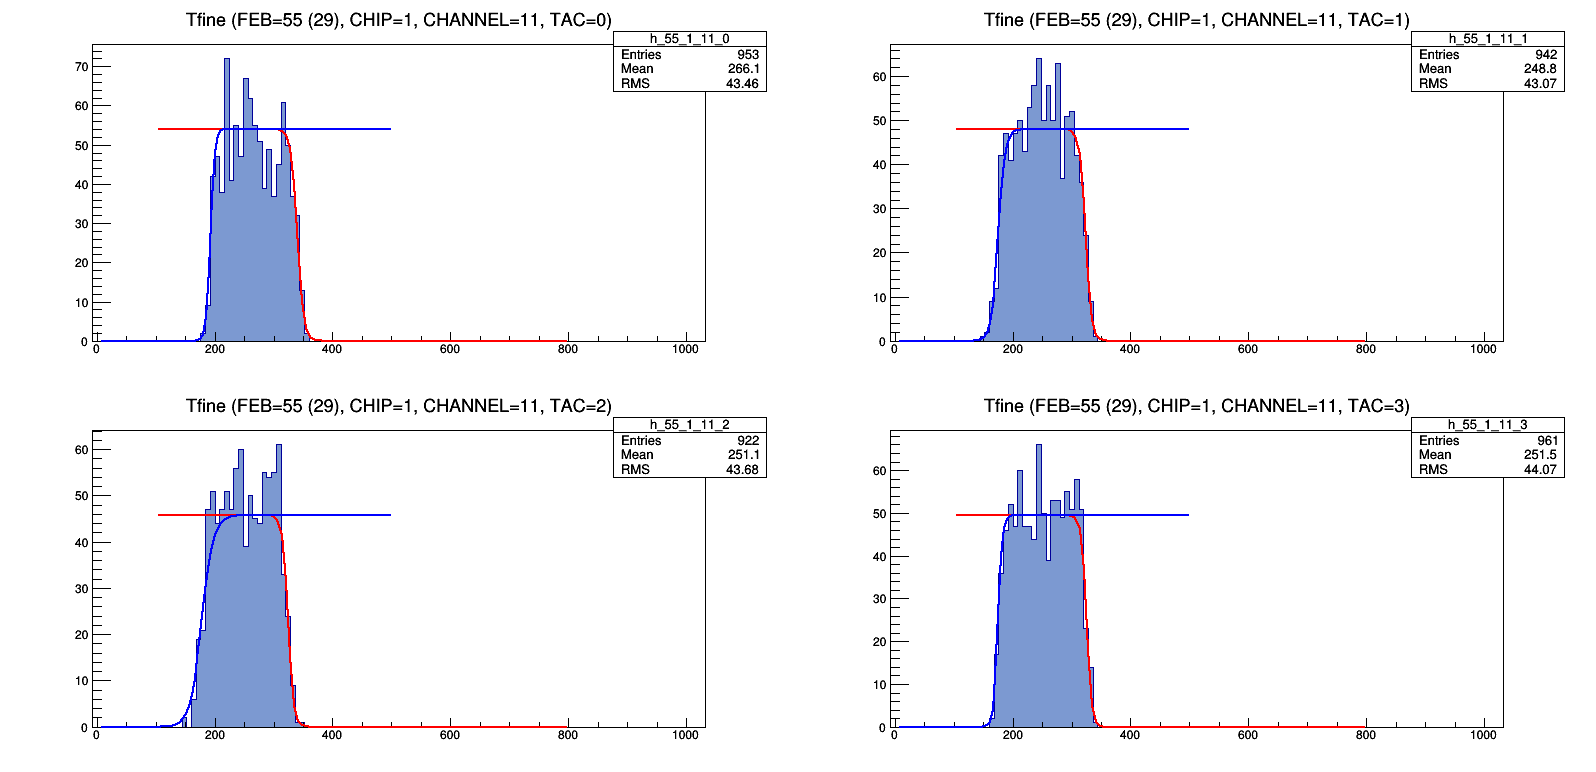 Tfine (FEB=55 (29), CHIP=1, CHANNEL=11, TAC=0)
h_55_1_11_0
Entries 953
Mean 266.1
RMS 43.46
70
60
50
40
30
20
10
0
0 200 400 600 800 1000
Tfine (FEB=55 (29), CHIP=1, CHANNEL=11, TAC=1)
h_55_1_11_1
Entries 942
Mean 248.8
RMS 43.07
60
50
40
30
20
10
0
0 200 400 600 800 1000
Tfine (FEB=55 (29), CHIP=1, CHANNEL=11, TAC=2)
h_55_1_11_2
Entries 922
Mean 251.1
RMS 43.68
60
50
40
30
20
10
0
0 200 400 600 800 1000
Tfine (FEB=55 (29), CHIP=1, CHANNEL=11, TAC=3)
h_55_1_11_3
Entries 961
Mean 251.5
RMS 44.07
60
50
40
30
20
10
0
0 200 400 600 800 1000